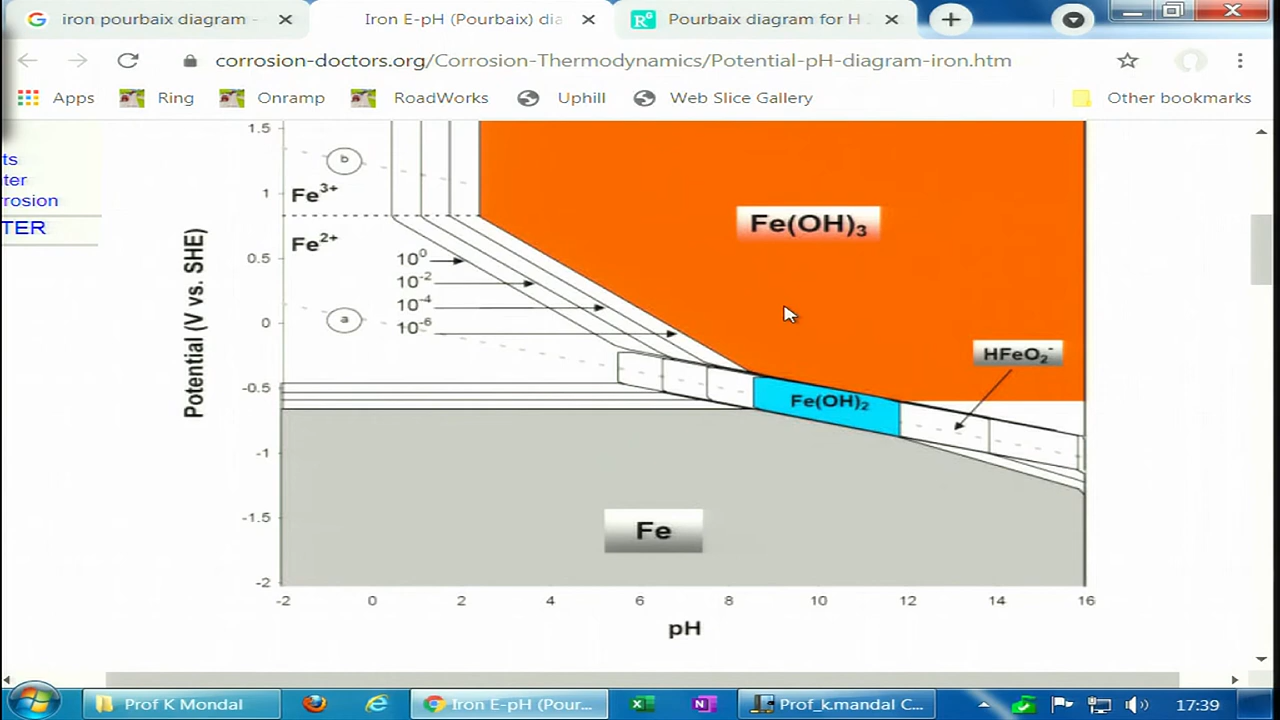 iron pourbaix diagram -
Iron E-pH (Pourbaix) dia
Pourbaix diagram for H
corrosion-doctors.org/Corrosion-Thermodynamics/Potential-pH-diagram-iron.htm
Apps
Ring
Onramp
RoadWorks
Uphill
Web Slice Gallery
Other bookmarks
ts
ter
rosion
TER
Potential (V vs. SHE)
1.5
1
0.5
0
-0.5
-1
-1.5
-2
b
Fe³⁺
Fe²⁺
a
10⁰
10⁻²
10⁻⁴
10⁻⁶
Fe(OH)₃
HFeO₂⁻
Fe(OH)₂
Fe
-2 0 2 4 6 8 10 12 14 16
pH
Prof K Mondal
Iron E-pH (Pour...
Prof_k.mandal C...
17:39